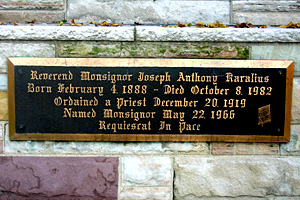 Reverend Monsignor Joseph Anthony Karalius
Born February 4, 1888 - Died October 8, 1982
Ordained a Priest December 20, 1919
Named Monsignor May 22, 1966
Requiescat In Pace